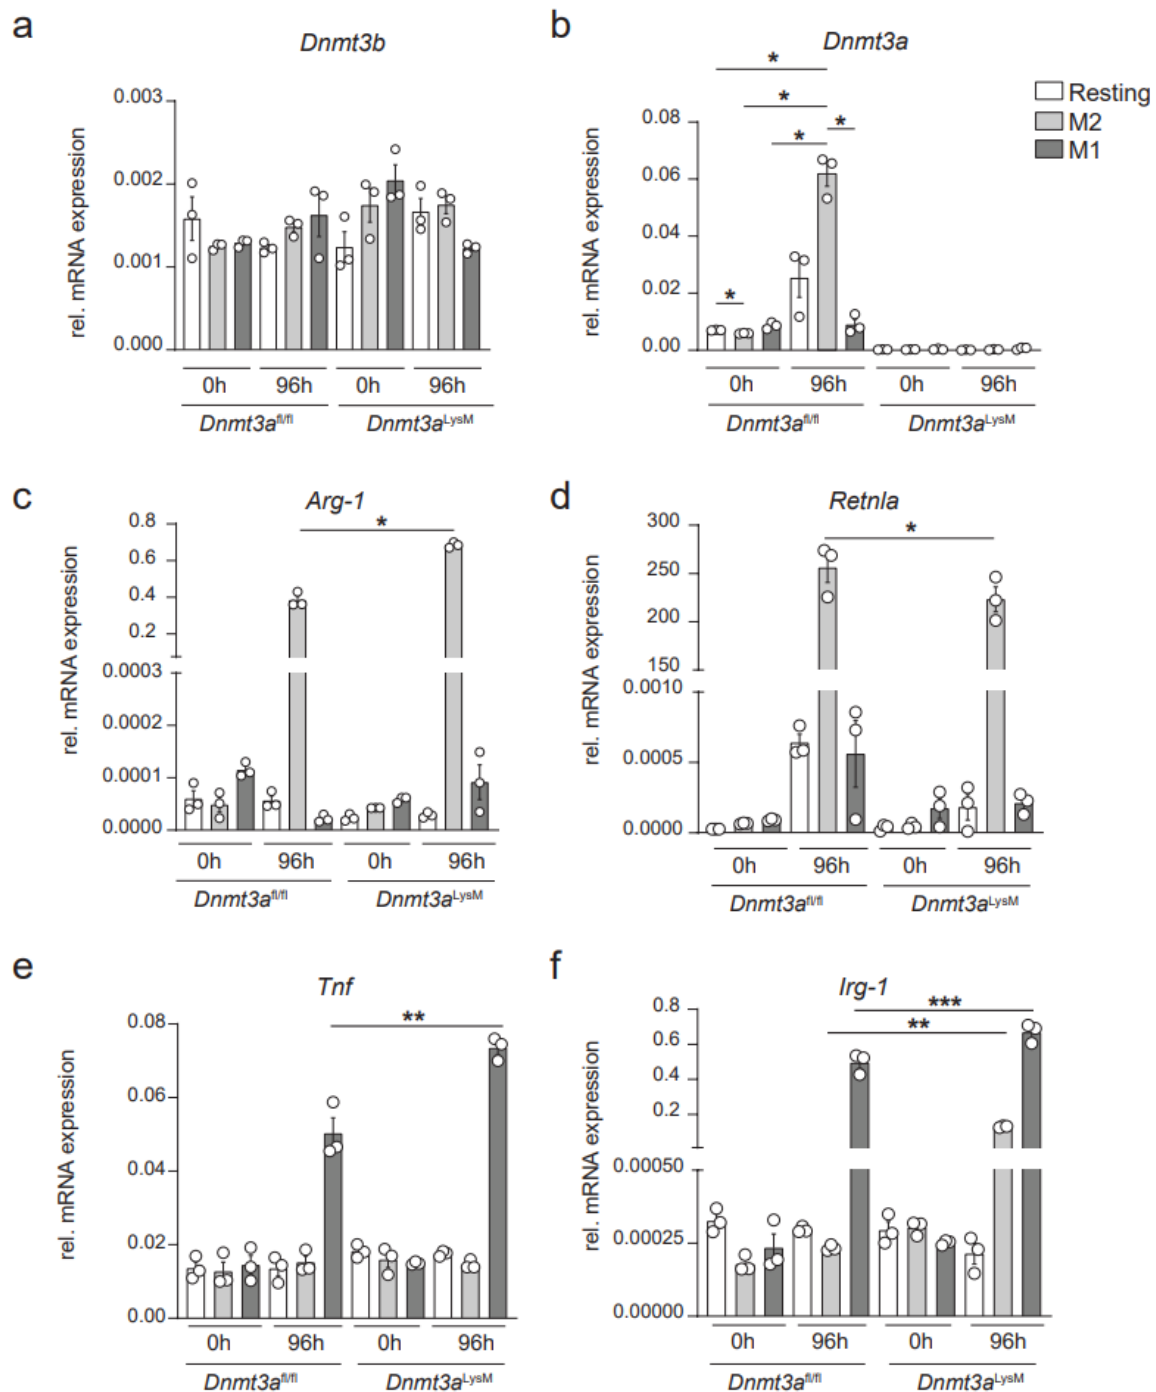 a
Dnmt3b
rel. mRNA expression
0.003
0.002
0.001
0.000
0h 96h 0h 96h
Dnmt3afl/fl Dnmt3aLysM
b
Dnmt3a
* * * * *
Resting
M2
M1
rel. mRNA expression
0.08
0.06
0.04
0.02
0.00
0h 96h 0h 96h
Dnmt3afl/fl Dnmt3aLysM
c
Arg-1
*
rel. mRNA expression
0.8
0.6
0.4
0.2
0.0003
0.0002
0.0001
0.0000
0h 96h 0h 96h
Dnmt3afl/fl Dnmt3aLysM
d
Retnla
*
rel. mRNA expression
300
250
200
150
0.0010
0.0005
0.0000
0h 96h 0h 96h
Dnmt3afl/fl Dnmt3aLysM
e
Tnf
**
rel. mRNA expression
0.08
0.06
0.04
0.02
0.00
0h 96h 0h 96h
Dnmt3afl/fl Dnmt3aLysM
f
Irg-1
***
**
rel. mRNA expression
0.8
0.6
0.4
0.2
0.00050
0.00025
0.00000
0h 96h 0h 96h
Dnmt3afl/fl Dnmt3aLysM